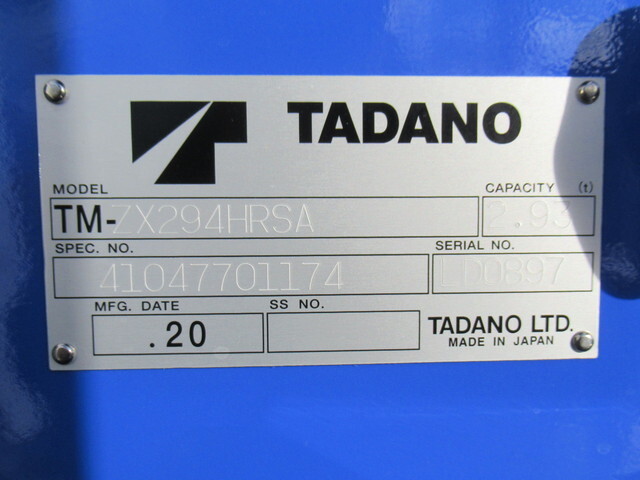 TADANO
MODEL CAPACITY (t)
TM-ZX294HRSA 2.93
SPEC. NO. SERIAL NO.
41047701174
MFG. DATE SS NO.
.20 TADANO LTD.
MADE IN JAPAN